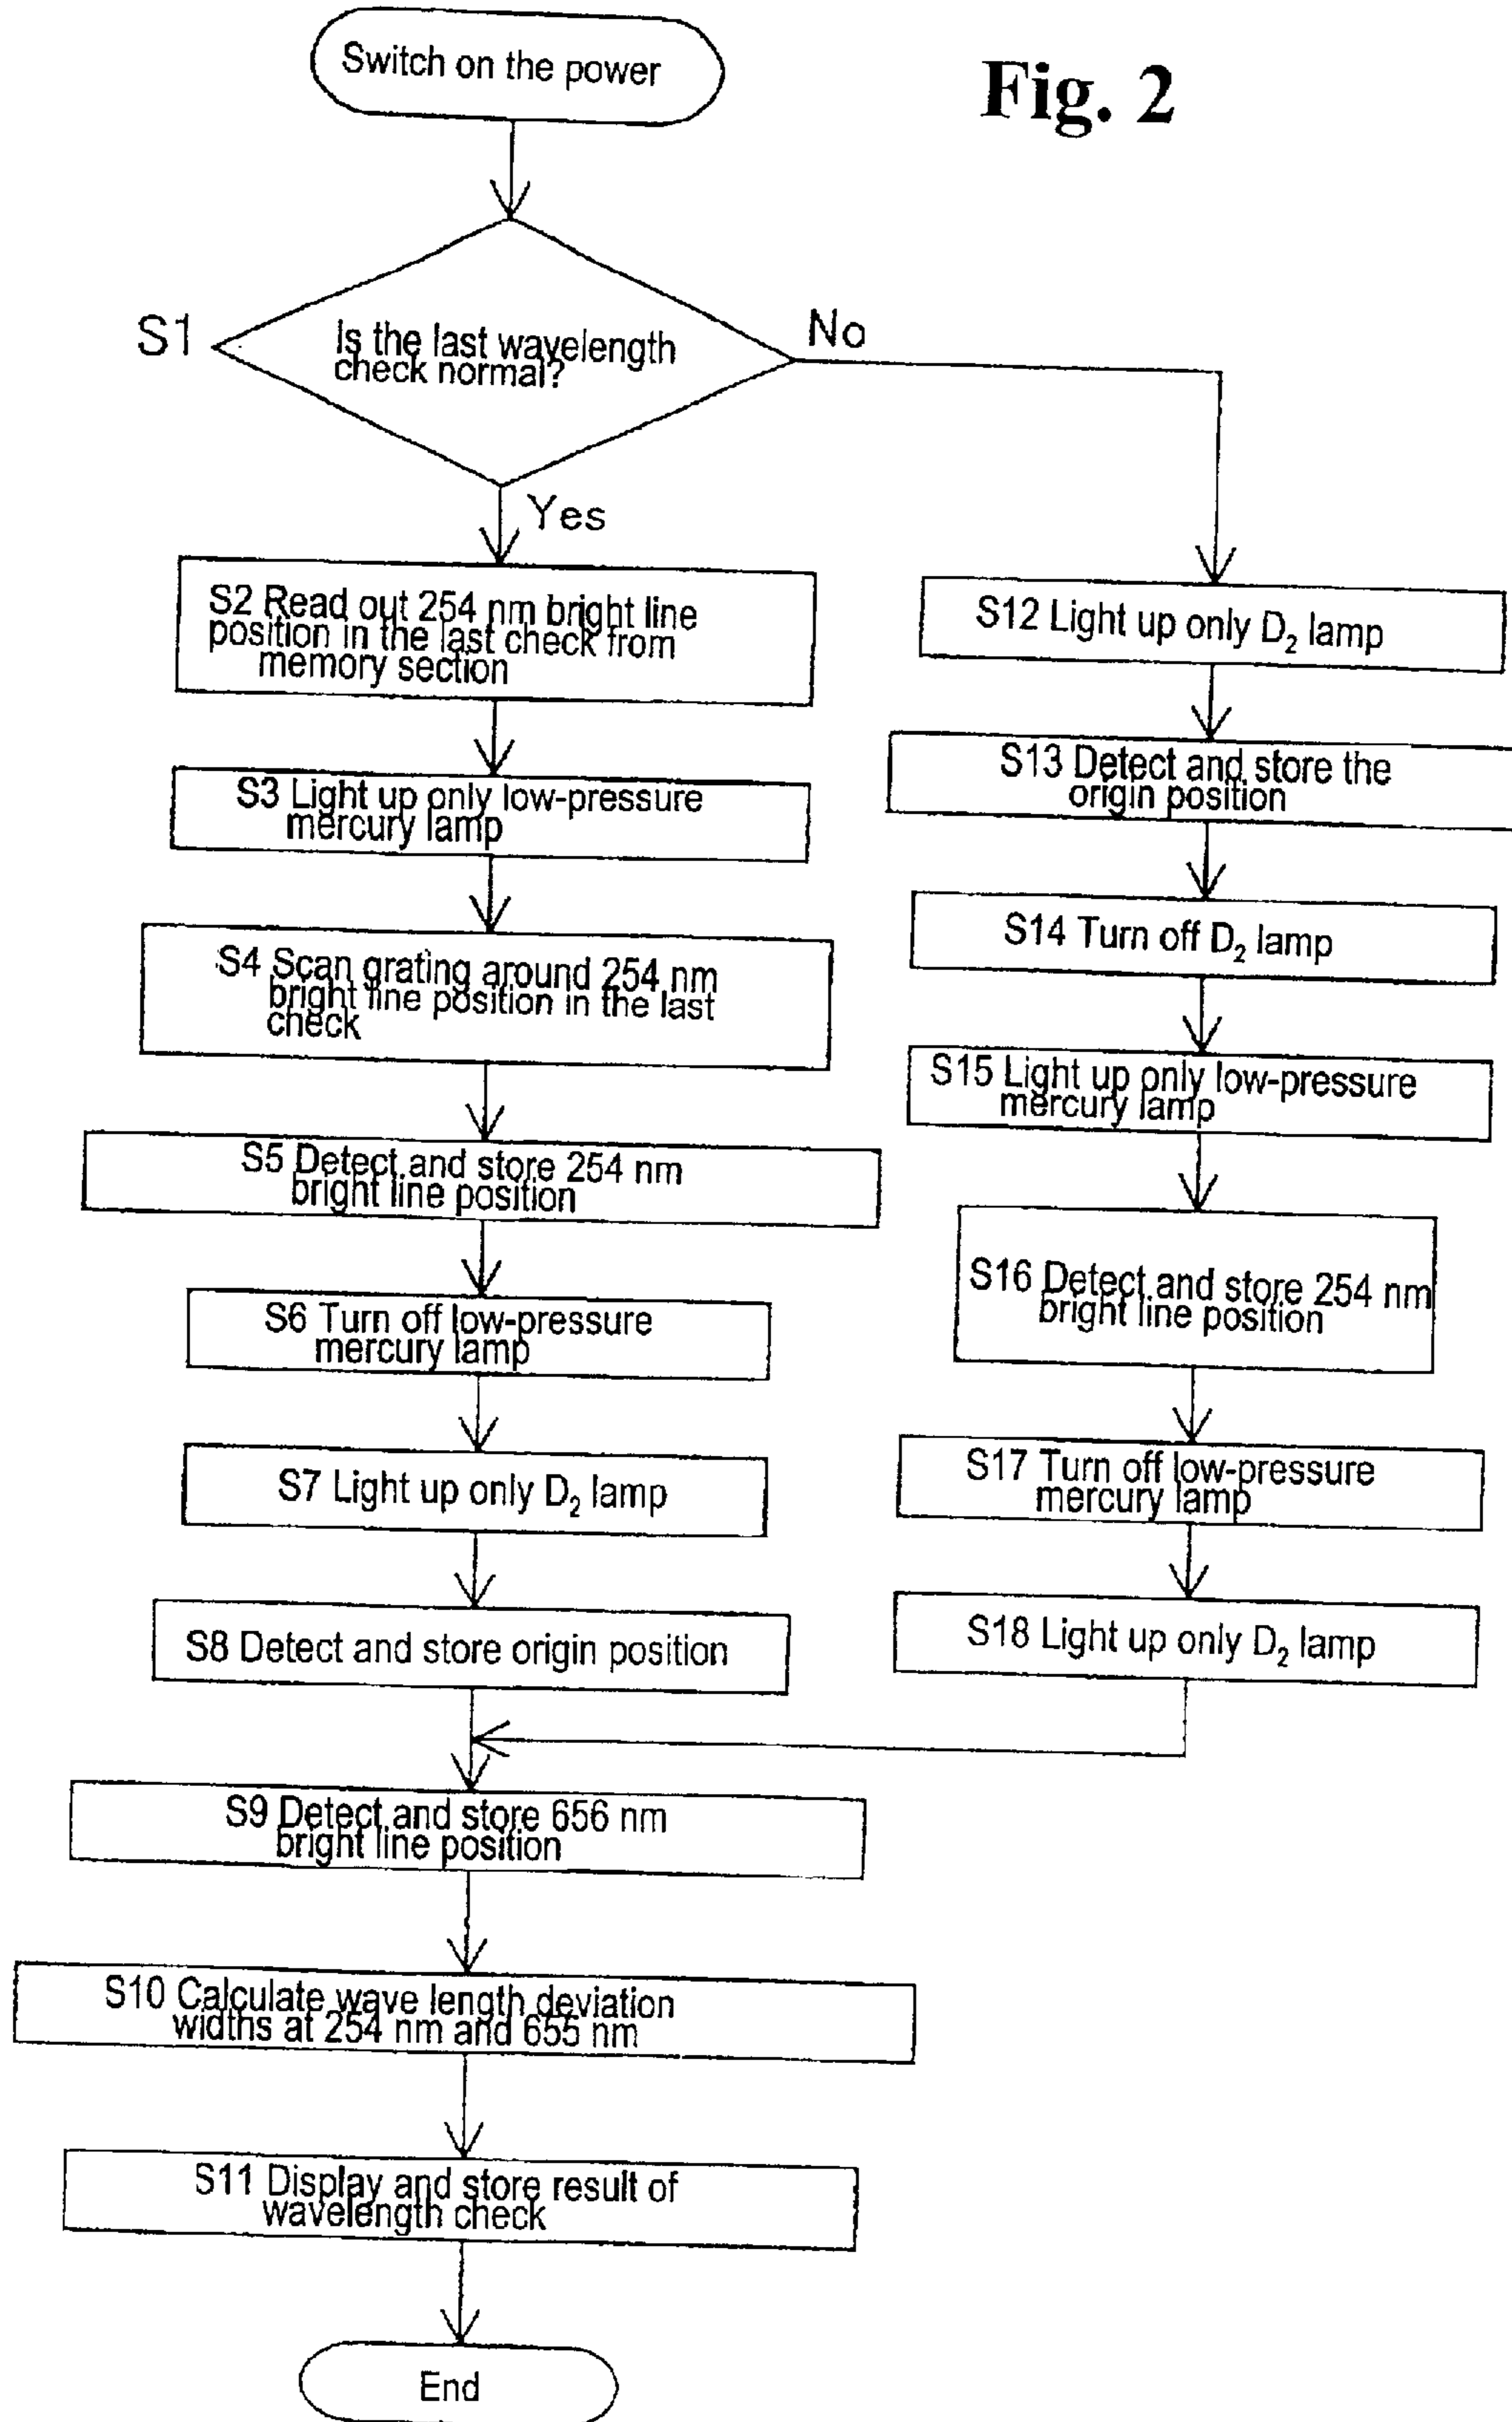 Switch on the power
Fig. 2
S1
Is the last wavelength
check normal?
No
Yes
S2 Read out 254 nm bright line
position in the last check from
memory section
S3 Light up only low-pressure
mercury lamp
S4 Scan grating around 254 nm
bright line position in the last
check
S5 Detect and store 254 nm
bright line position
S6 Turn off low-pressure
mercury lamp
S7 Light up only D₂ lamp
S8 Detect and store origin position
S12 Light up only D₂ lamp
S13 Detect and store the
origin position
S14 Turn off D₂ lamp
S15 Light up only low-pressure
mercury lamp
S16 Detect and store 254 nm
bright line position
S17 Turn off low-pressure
mercury lamp
S18 Light up only D₂ lamp
S9 Detect and store 656 nm
bright line position
S10 Calculate wave length deviation
widths at 254 nm and 655 nm
S11 Display and store result of
wavelength check
End